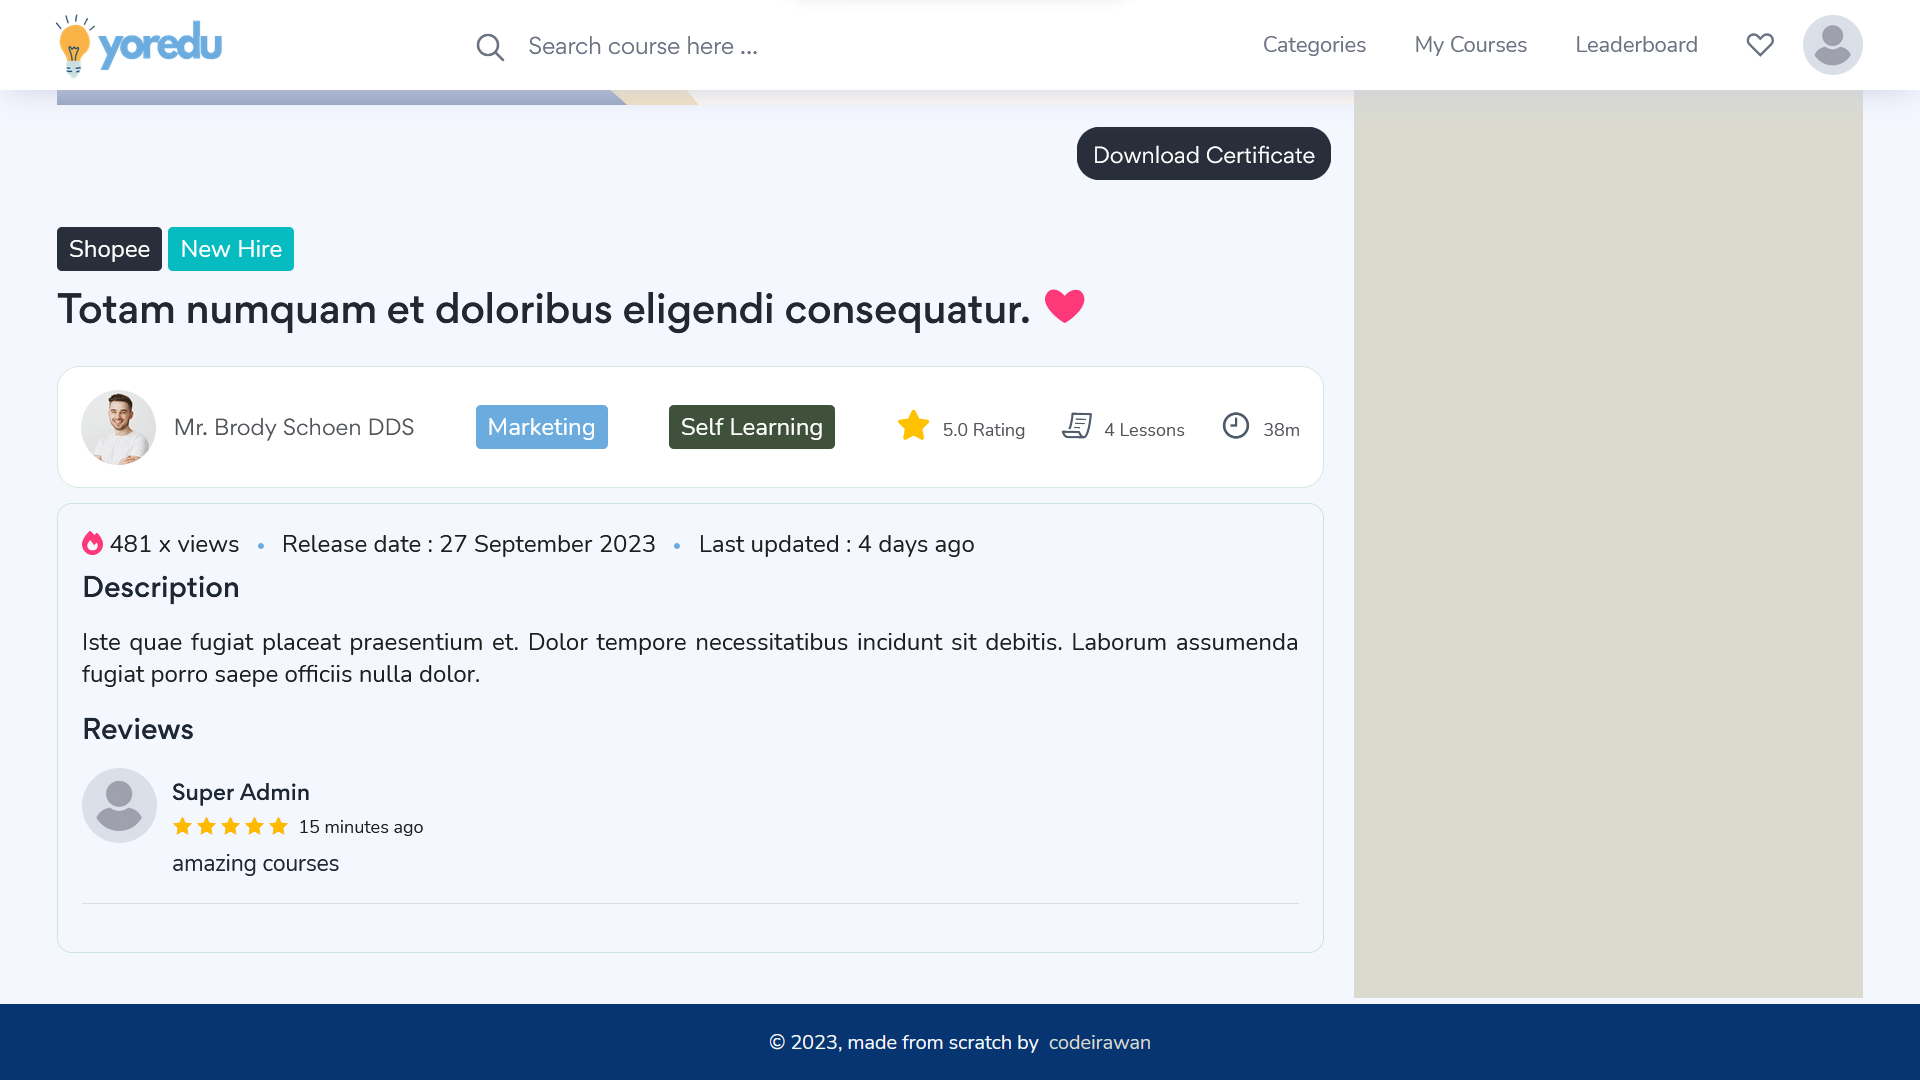 yoredu
Search course here ...
Categories My Courses Leaderboard
Download Certificate
Shopee New Hire
Totam numquam et doloribus eligendi consequatur.
Mr. Brody Schoen DDS Marketing Self Learning 5.0 Rating 4 Lessons 38m
481 x views • Release date : 27 September 2023 • Last updated : 4 days ago
Description
Iste quae fugiat placeat praesentium et. Dolor tempore necessitatibus incidunt sit debitis. Laborum assumenda
fugiat porro saepe officiis nulla dolor.
Reviews
Super Admin
15 minutes ago
amazing courses
© 2023, made from scratch by codeirawan